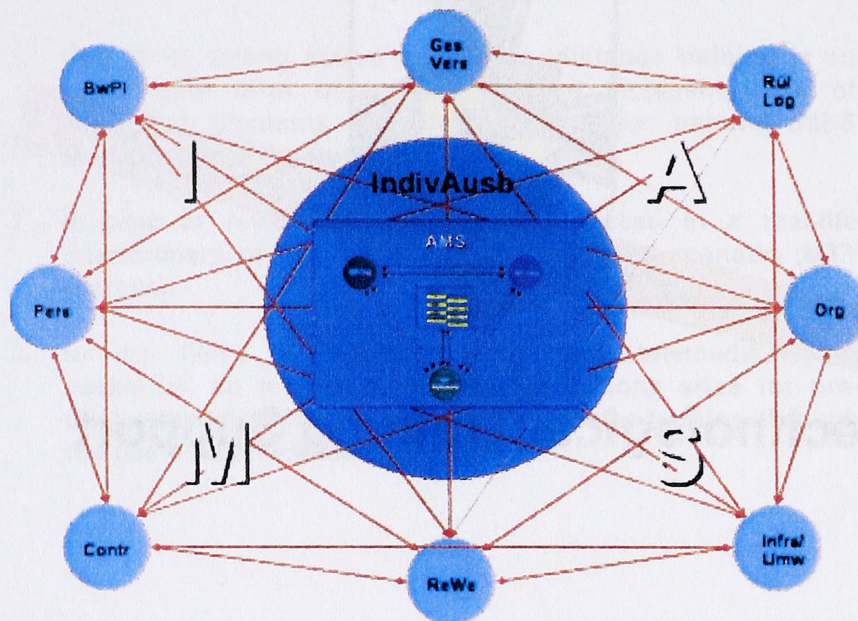 Ges
Vers
BwPl
Rü/
Log
I
A
IndivAusb
AMS
Pers
Org
M
S
Contr
ReWe
Infra/
Umw